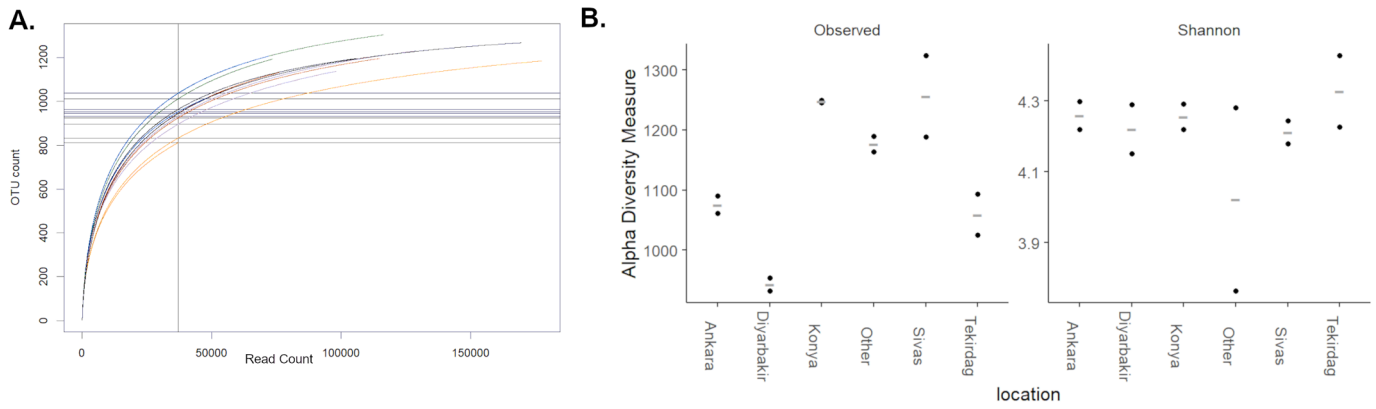 A.
OTU count
0
200
400
600
800
1000
1200
0
50000
100000
150000
Read Count
B.
Observed
Shannon
Alpha Diversity Measure
1300
1200
1100
1000
4.3
4.1
3.9
Ankara
Diyarbakir
Konya
Other
Sivas
Tekirdag
Ankara
Diyarbakir
Konya
Other
Sivas
Tekirdag
location